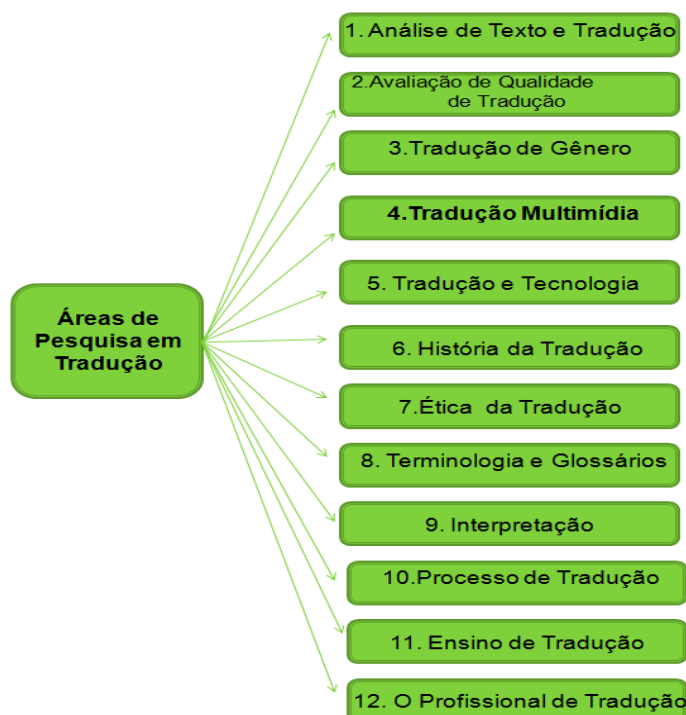 1. Análise de Texto e Tradução
2.Avaliação de Qualidade
de Tradução
3.Tradução de Gênero
4.Tradução Multimídia
5. Tradução e Tecnologia
Áreas de
Pesquisa em
Tradução
6. História da Tradução
7.Ética da Tradução
8. Terminologia e Glossários
9. Interpretação
10.Processo de Tradução
11. Ensino de Tradução
12. O Profissional de Tradução